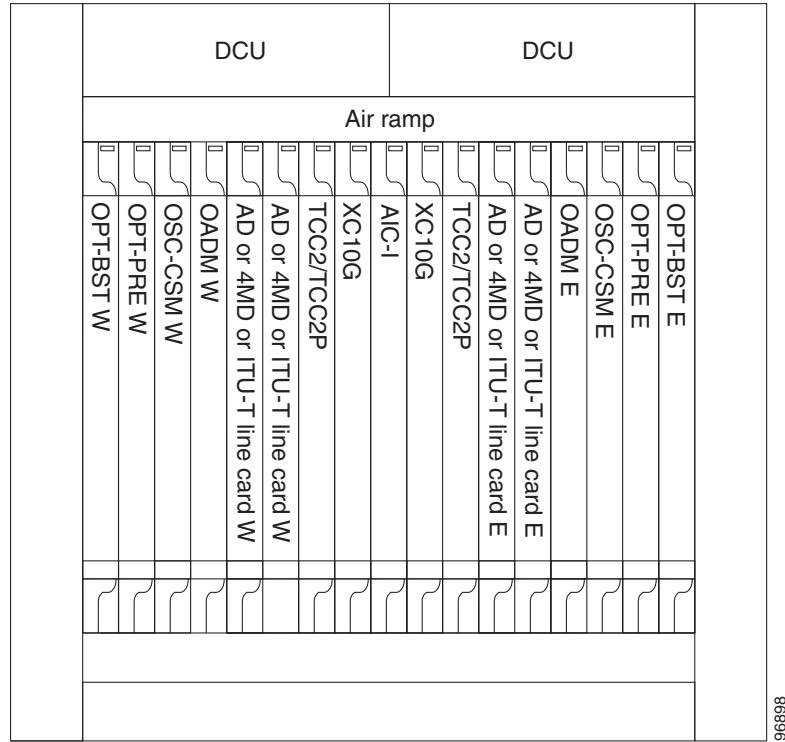 DCU
DCU
Air ramp
OPT-BST W
OPT-PRE W
OSC-CSM W
OADM W
AD or 4MD or ITU-T line card W
AD or 4MD or ITU-T line card W
TCC2/TCC2P
XC10G
AIC-I
XC10G
TCC2/TCC2P
AD or 4MD or ITU-T line card E
AD or 4MD or ITU-T line card E
OADM E
OSC-CSM E
OPT-PRE E
OPT-BST E
96898